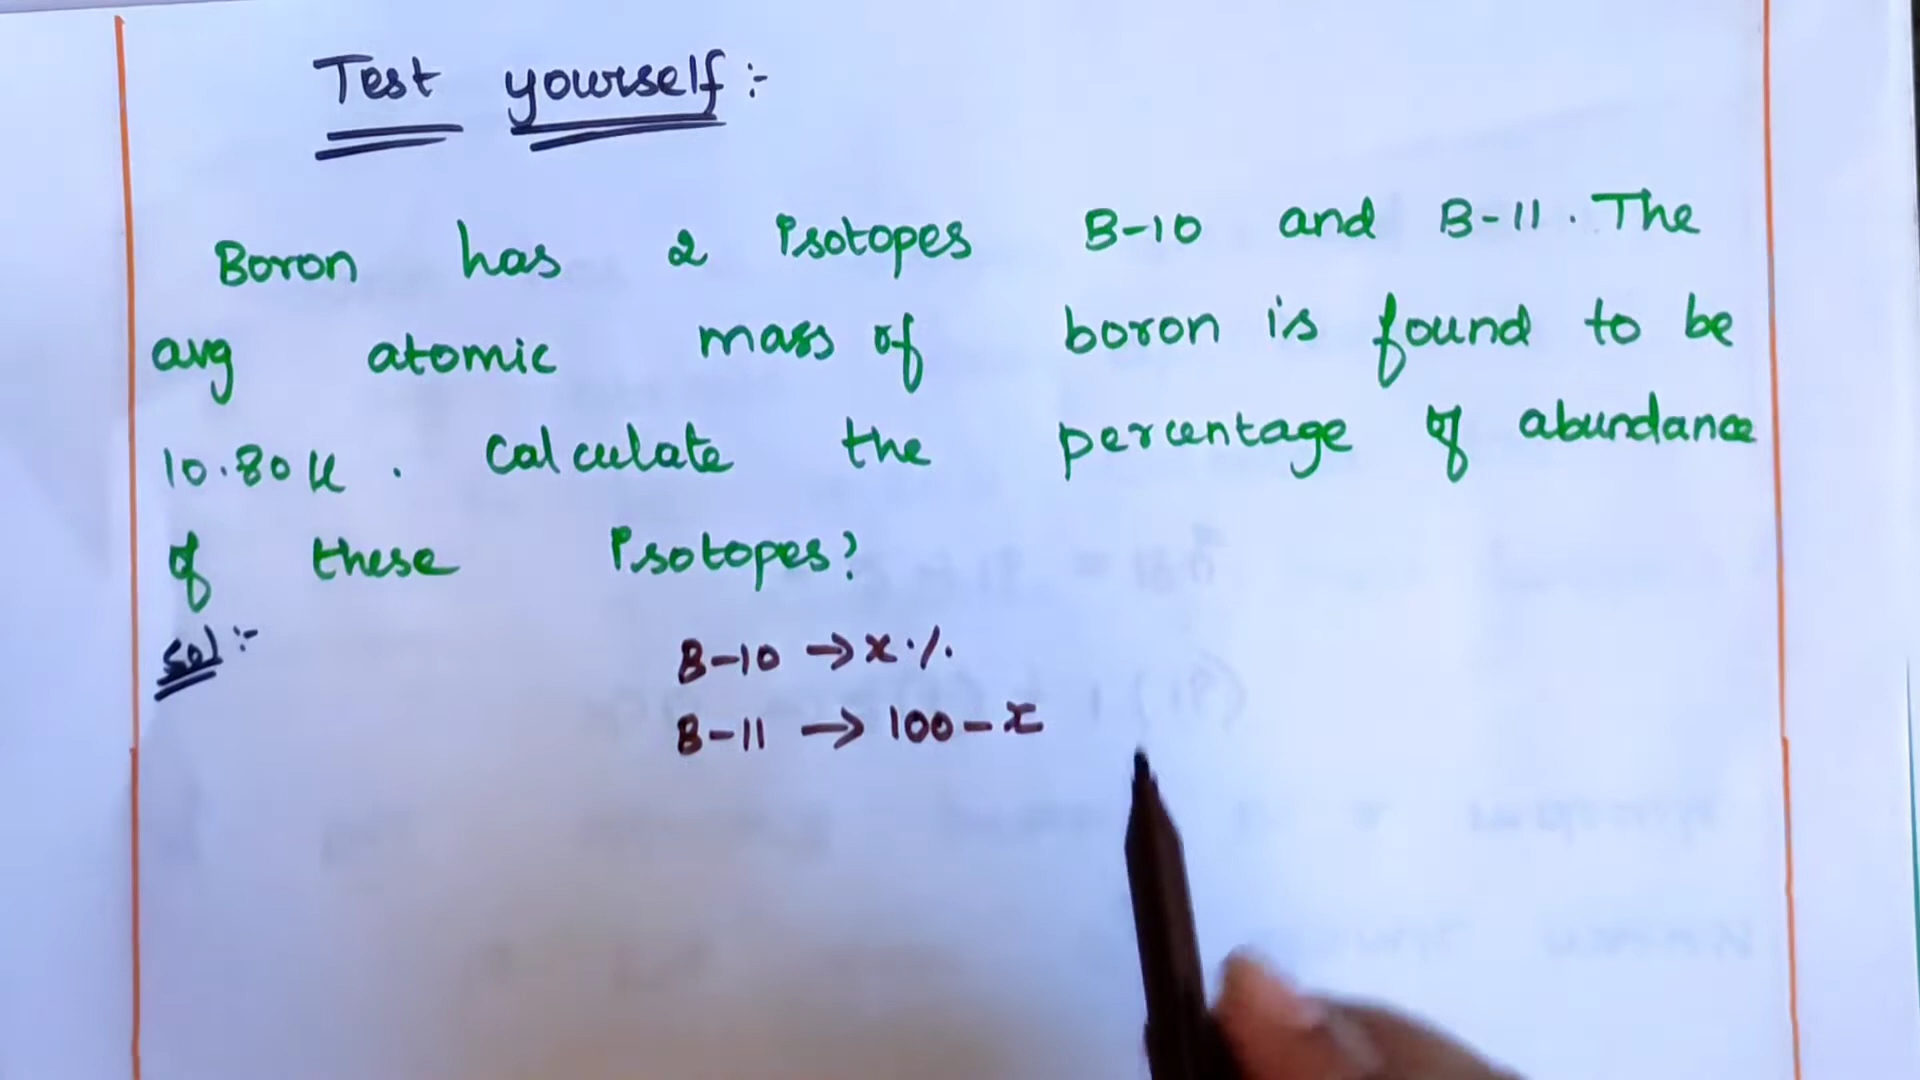 Test yourself:-
Boron has 2 Isotopes B-10 and B-11. The
avg atomic mass of boron is found to be
10.80u. Calculate the percentage of abundance
of these Isotopes?
Sol:-
B-10 → x%
B-11 → 100-x